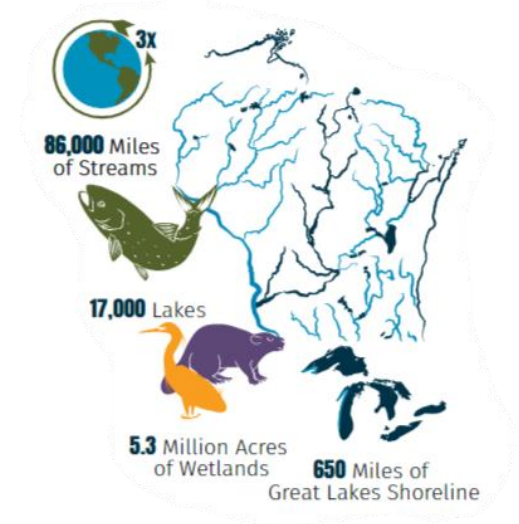 3x
86,000 Miles
of Streams
17,000 Lakes
5.3 Million Acres
of Wetlands
650 Miles of
Great Lakes Shoreline